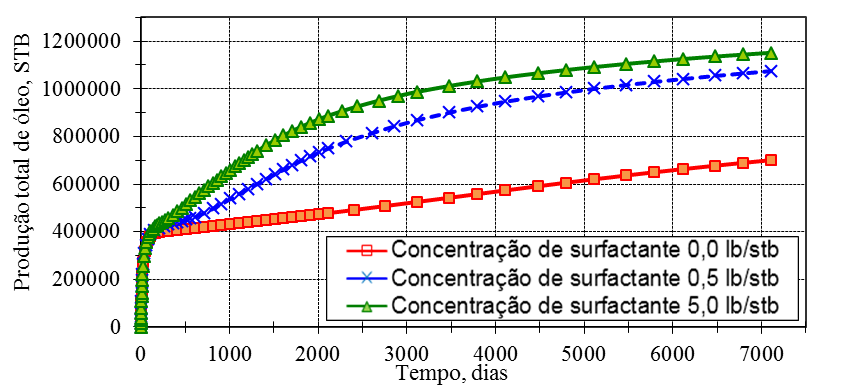 Produção total de óleo, STB
1200000
1000000
800000
600000
400000
200000
0
Concentração de surfactante 0,0 lb/stb
Concentração de surfactante 0,5 lb/stb
Concentração de surfactante 5,0 lb/stb
0 1000 2000 3000 4000 5000 6000 7000
Tempo, dias